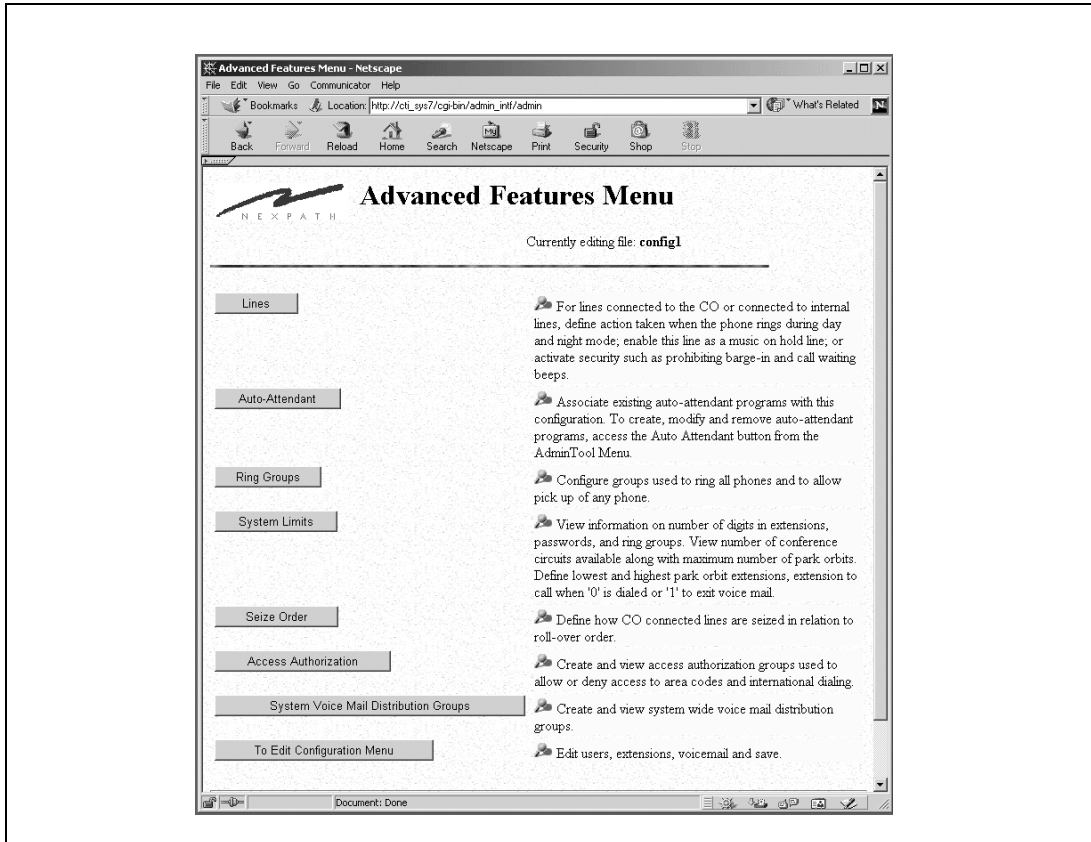 Advanced Features Menu - Netscape
File Edit View Go Communicator Help
Bookmarks Location: http://cti_sys7/cgi-bin/admin_intf/admin What's Related N
Back Forward Reload Home Search Netscape Print Security Shop Stop
My
NEXPATH
Advanced Features Menu
Currently editing file: config1
Lines
For lines connected to the CO or connected to internal
lines, define action taken when the phone rings during day
and night mode; enable this line as a music on hold line; or
activate security such as prohibiting barge-in and call waiting
beeps.
Auto-Attendant
Associate existing auto-attendant programs with this
configuration. To create, modify and remove auto-attendant
programs, access the Auto Attendant button from the
AdminTool Menu.
Ring Groups
Configure groups used to ring all phones and to allow
pick up of any phone.
System Limits
View information on number of digits in extensions,
passwords, and ring groups. View number of conference
circuits available along with maximum number of park orbits.
Define lowest and highest park orbit extensions, extension to
call when '0' is dialed or '1' to exit voice mail.
Seize Order
Define how CO connected lines are seized in relation to
roll-over order.
Access Authorization
Create and view access authorization groups used to
allow or deny access to area codes and international dialing.
System Voice Mail Distribution Groups
Create and view system wide voice mail distribution
groups.
To Edit Configuration Menu
Edit users, extensions, voicemail and save.
Document: Done